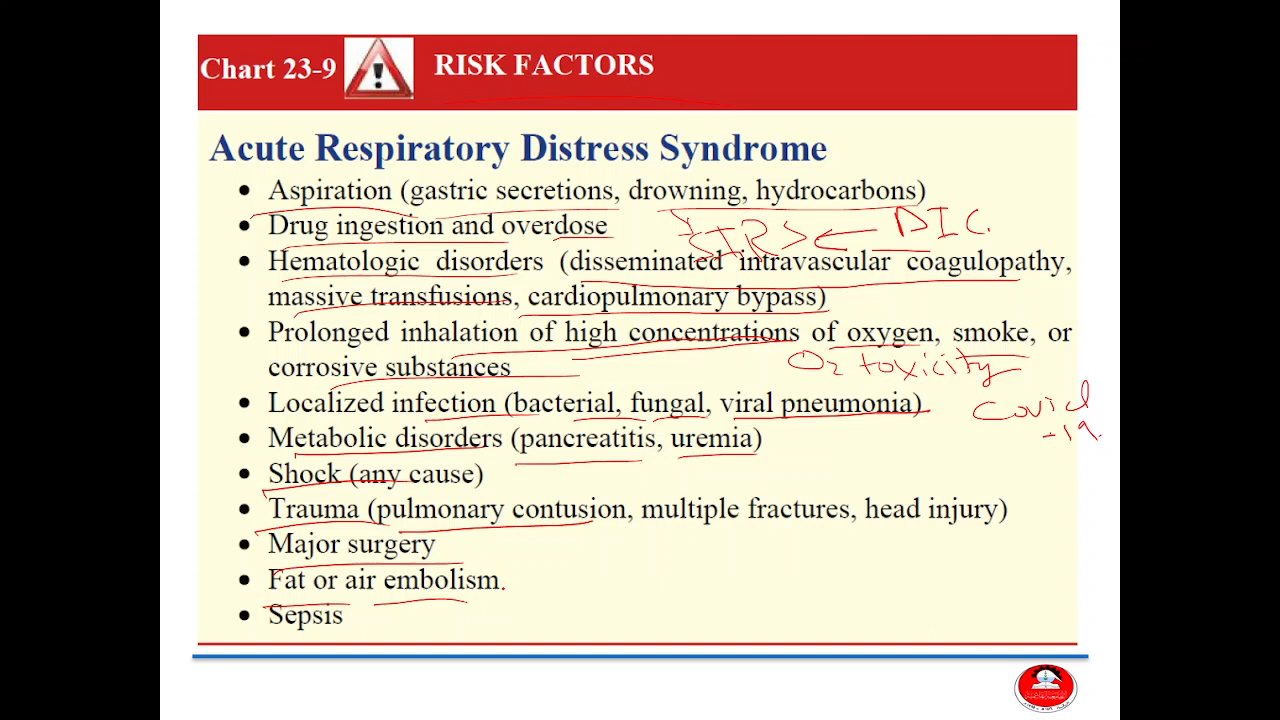 Chart 23-9
RISK FACTORS
Acute Respiratory Distress Syndrome
• Aspiration (gastric secretions, drowning, hydrocarbons)
• Drug ingestion and overdose
SIRS ← DIC.
• Hematologic disorders (disseminated intravascular coagulopathy,
massive transfusions, cardiopulmonary bypass)
• Prolonged inhalation of high concentrations of oxygen, smoke, or
corrosive substances
O2 toxicity
• Localized infection (bacterial, fungal, viral pneumonia)
Covid
-19.
• Metabolic disorders (pancreatitis, uremia)
• Shock (any cause)
• Trauma (pulmonary contusion, multiple fractures, head injury)
• Major surgery
• Fat or air embolism
• Sepsis